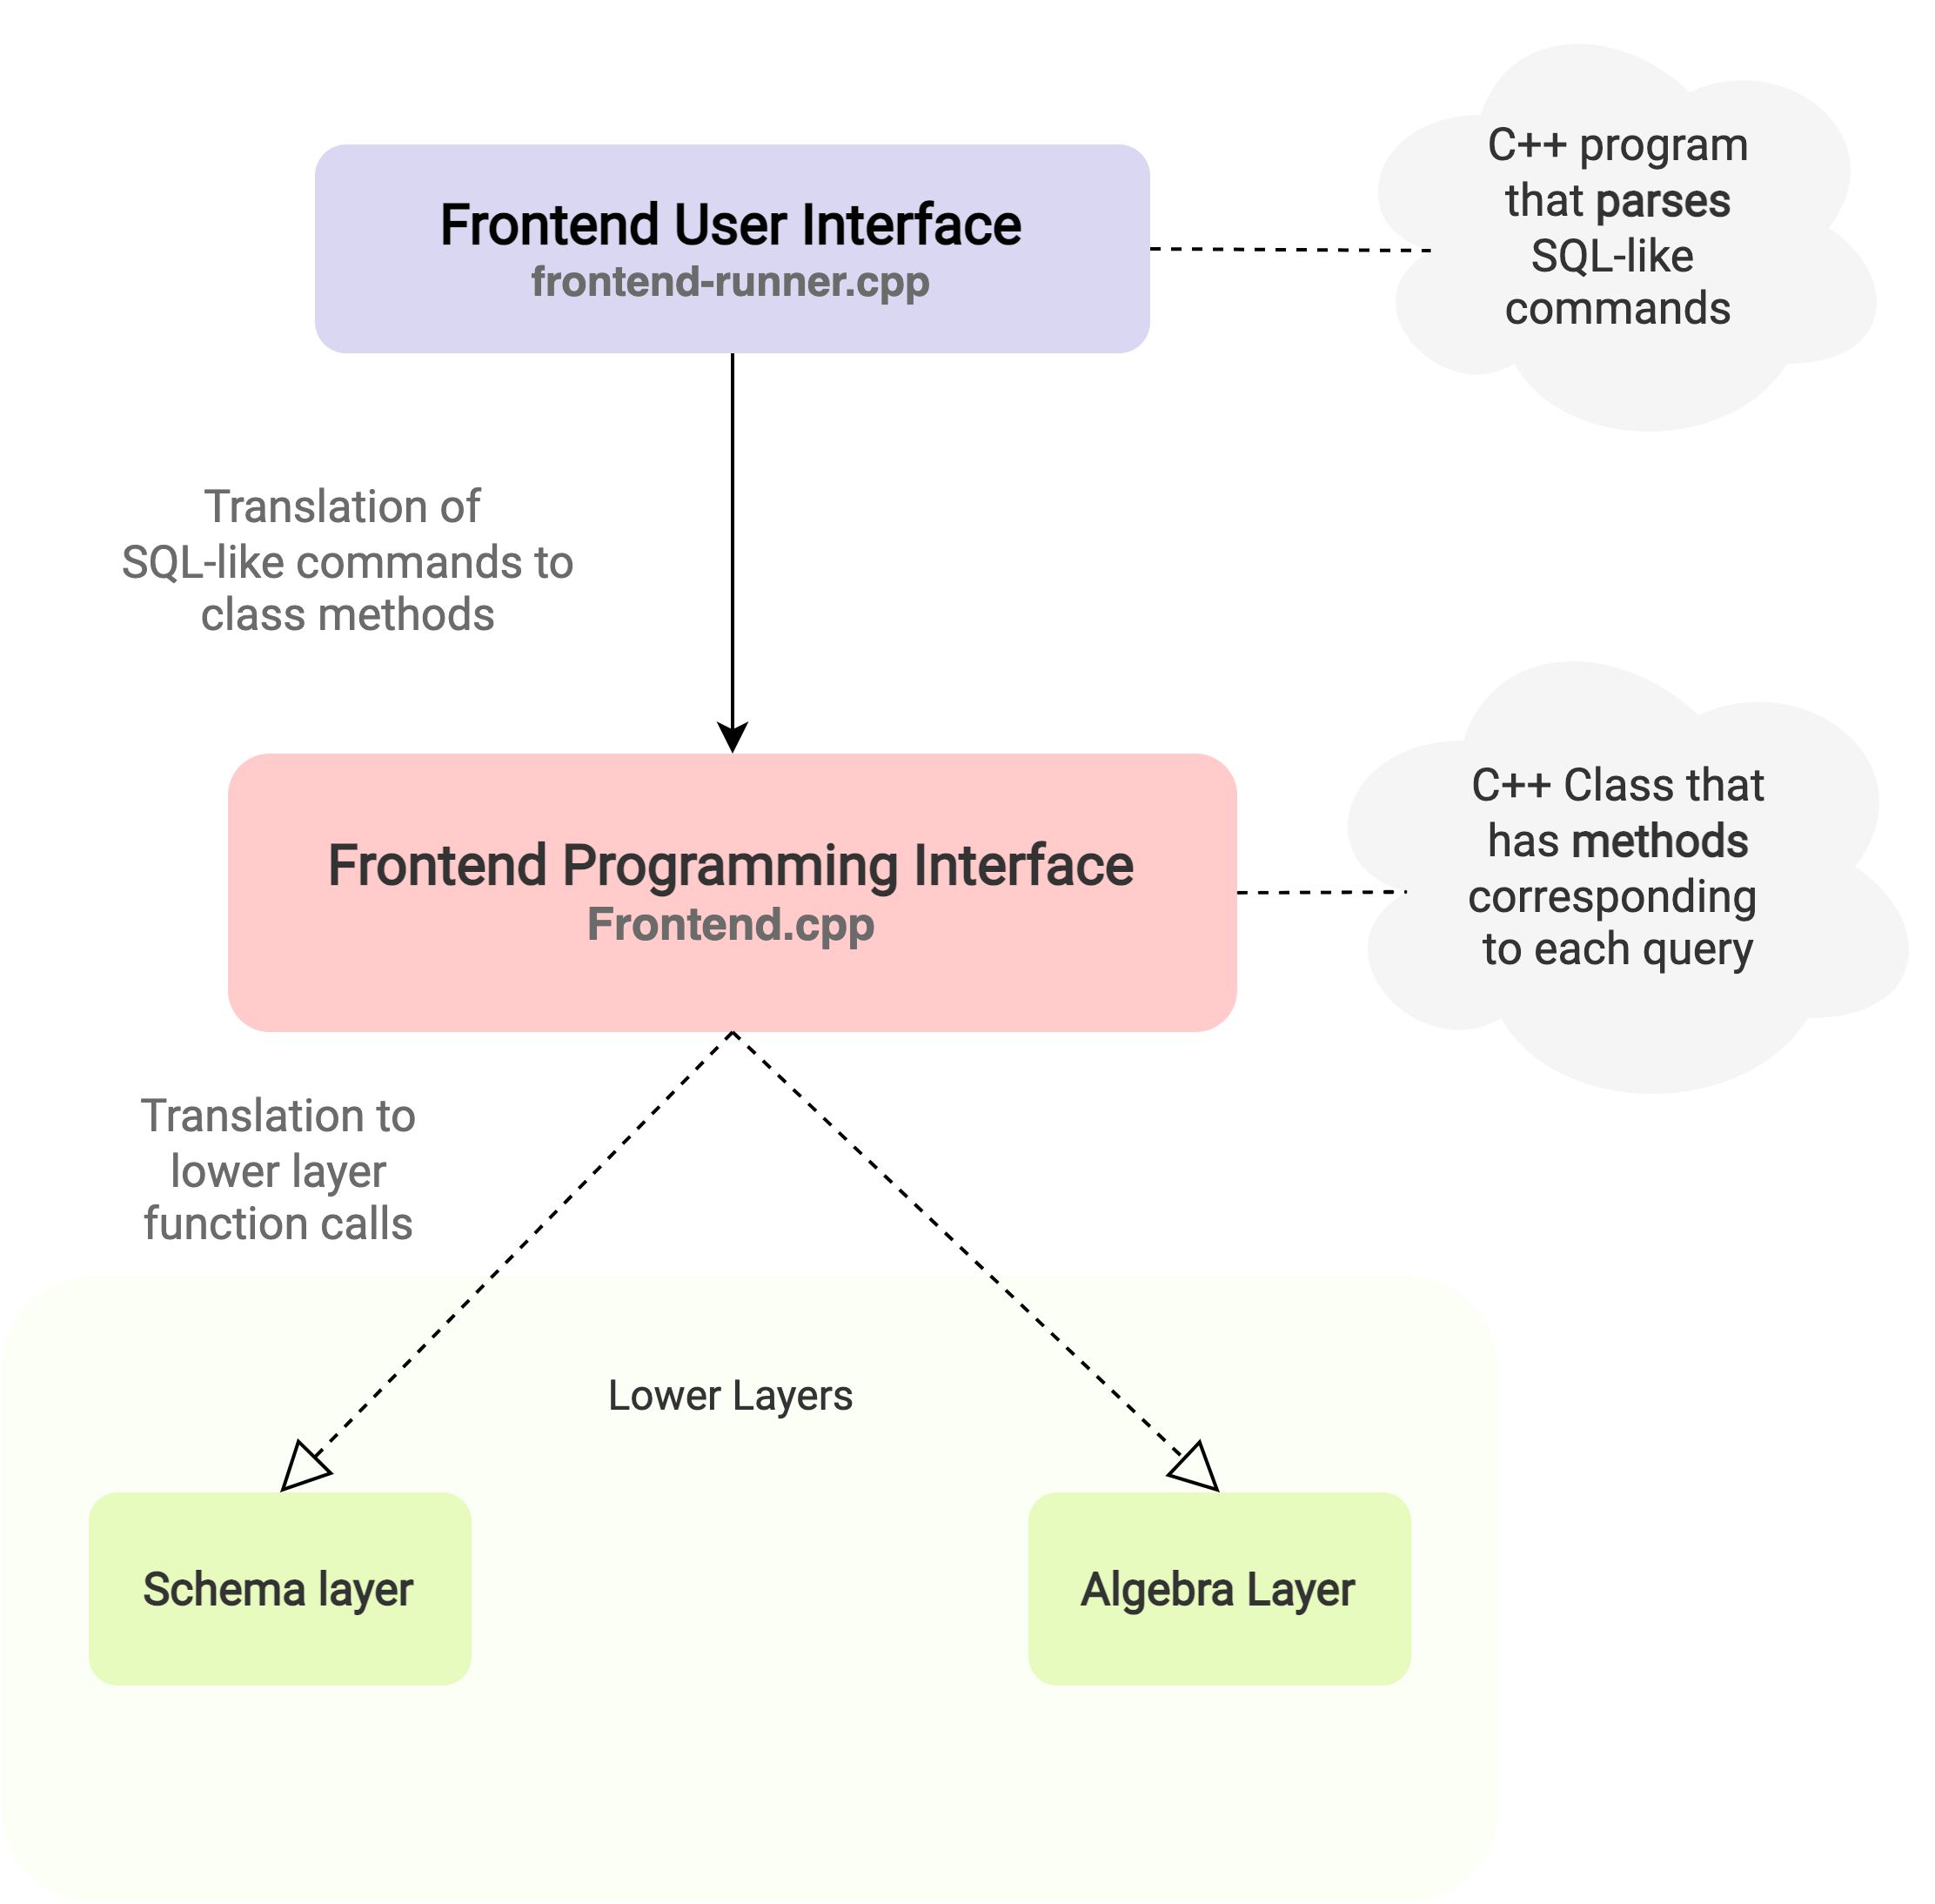 C++ program
that parses
SQL-like
commands
Frontend User Interface
frontend-runner.cpp
Translation of
SQL-like commands to
class methods
C++ Class that
has methods
corresponding
to each query
Frontend Programming Interface
Frontend.cpp
Translation to
lower layer
function calls
Lower Layers
Schema layer
Algebra Layer